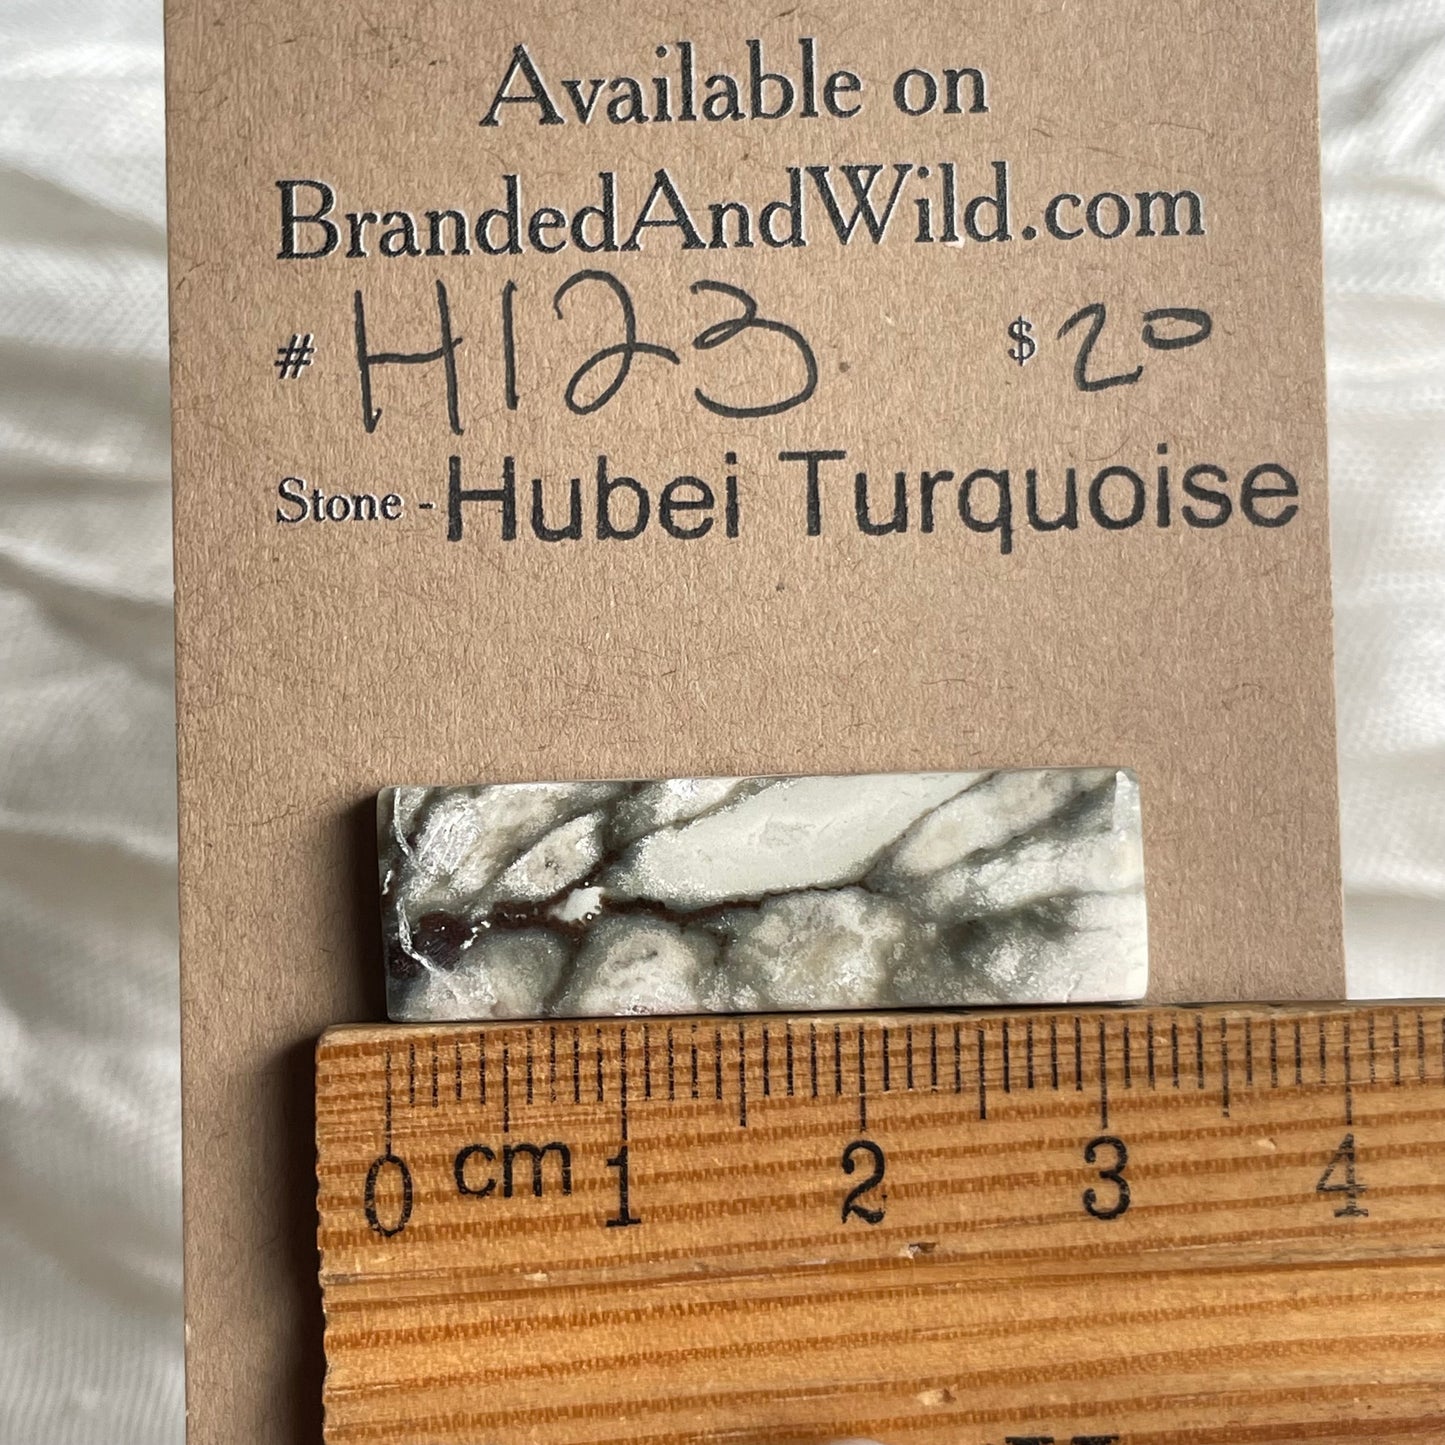 Available on
BrandedAndWild.com
# H123 $ 20
Stone - Hubei Turquoise
0 cm 1 2 3 4